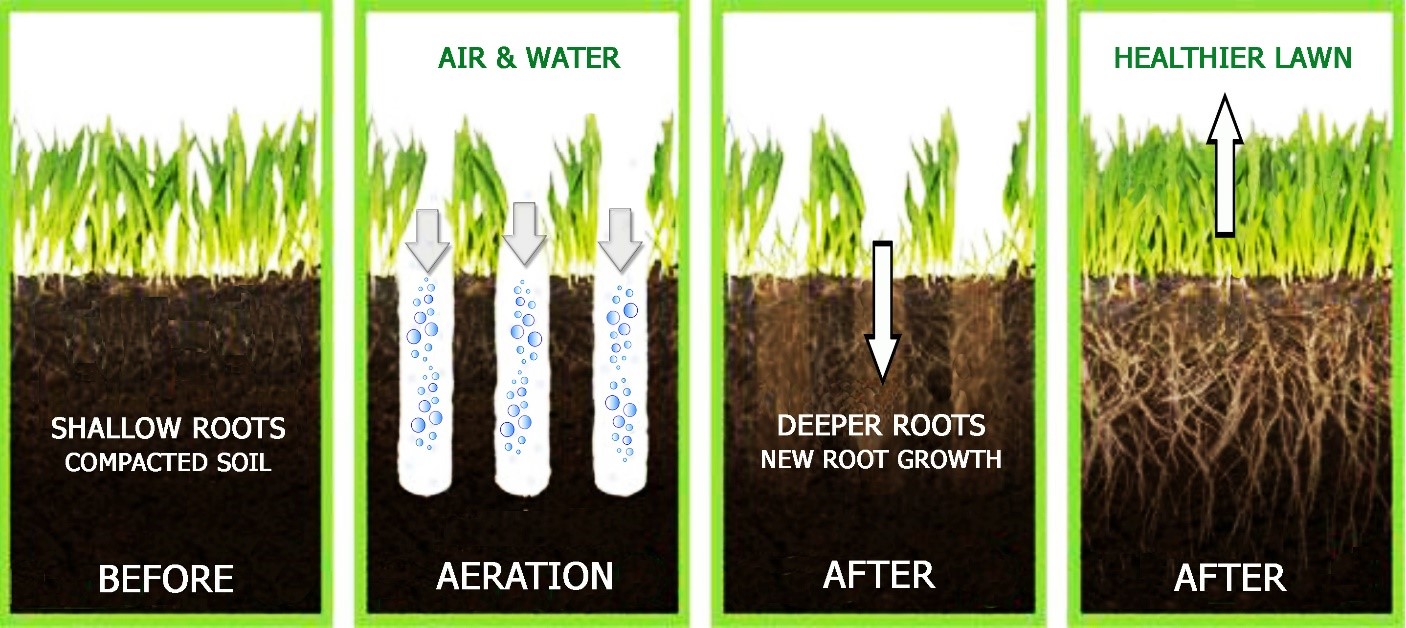 SHALLOW ROOTS
COMPACTED SOIL
BEFORE
AIR & WATER
AERATION
DEEPER ROOTS
NEW ROOT GROWTH
AFTER
HEALTHIER LAWN
AFTER